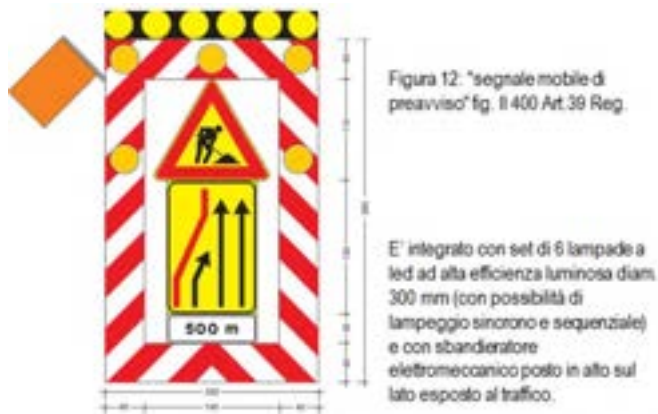 Figura 12: "segnale mobile di
preavviso" fig. II 400 Art.39 Reg.
500 m
E' integrato con set di 6 lampade a
led ad alta efficienza luminosa diam.
300 mm (con possibilità di
lampeggio sincrono e sequenziale)
e con sbandieratore
elettromeccanico posto in alto sul
lato esposto al traffico.